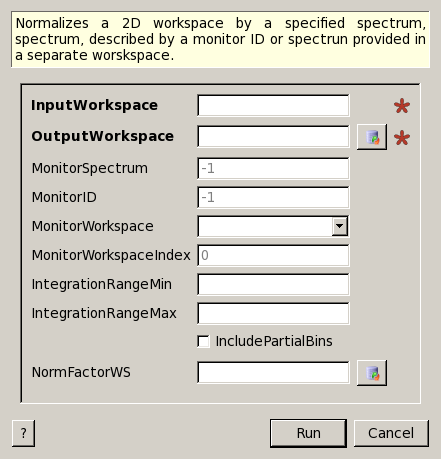 Normalizes a 2D workspace by a specified spectrum,
spectrum, described by a monitor ID or spectrun provided in
a separate worskspace.
InputWorkspace
OutputWorkspace
MonitorSpectrum -1
MonitorID -1
MonitorWorkspace
MonitorWorkspaceIndex 0
IntegrationRangeMin
IntegrationRangeMax
IncludePartialBins
NormFactorWS
? Run Cancel